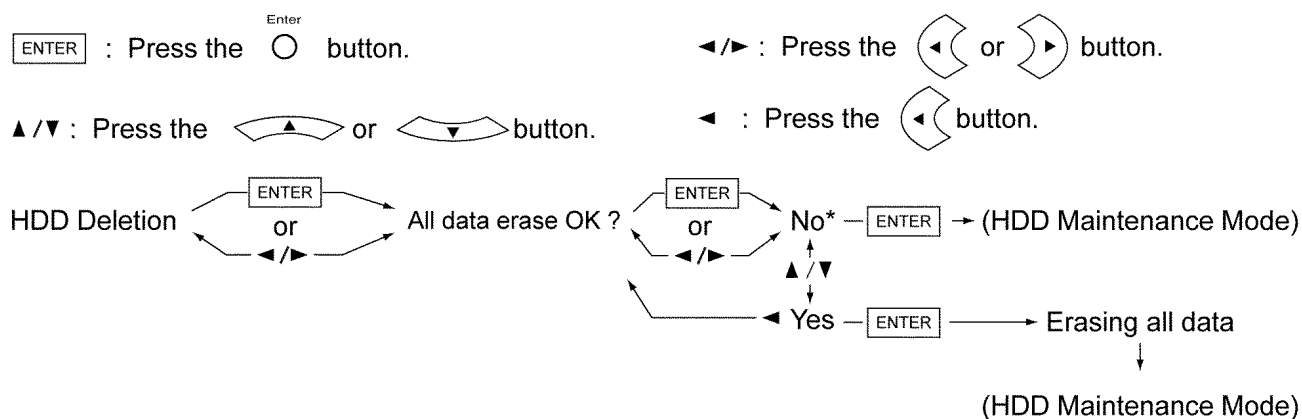 Enter
ENTER : Press the button.
◄/► : Press the ◄ or ► button.
▲/▼ : Press the ▲ or ▼ button.
◄ : Press the ◄ button.
HDD Deletion ENTER or ◄/► All data erase OK ? ENTER or ◄/► No* ENTER (HDD Maintenance Mode)
▲/▼
◄ Yes ENTER Erasing all data
(HDD Maintenance Mode)